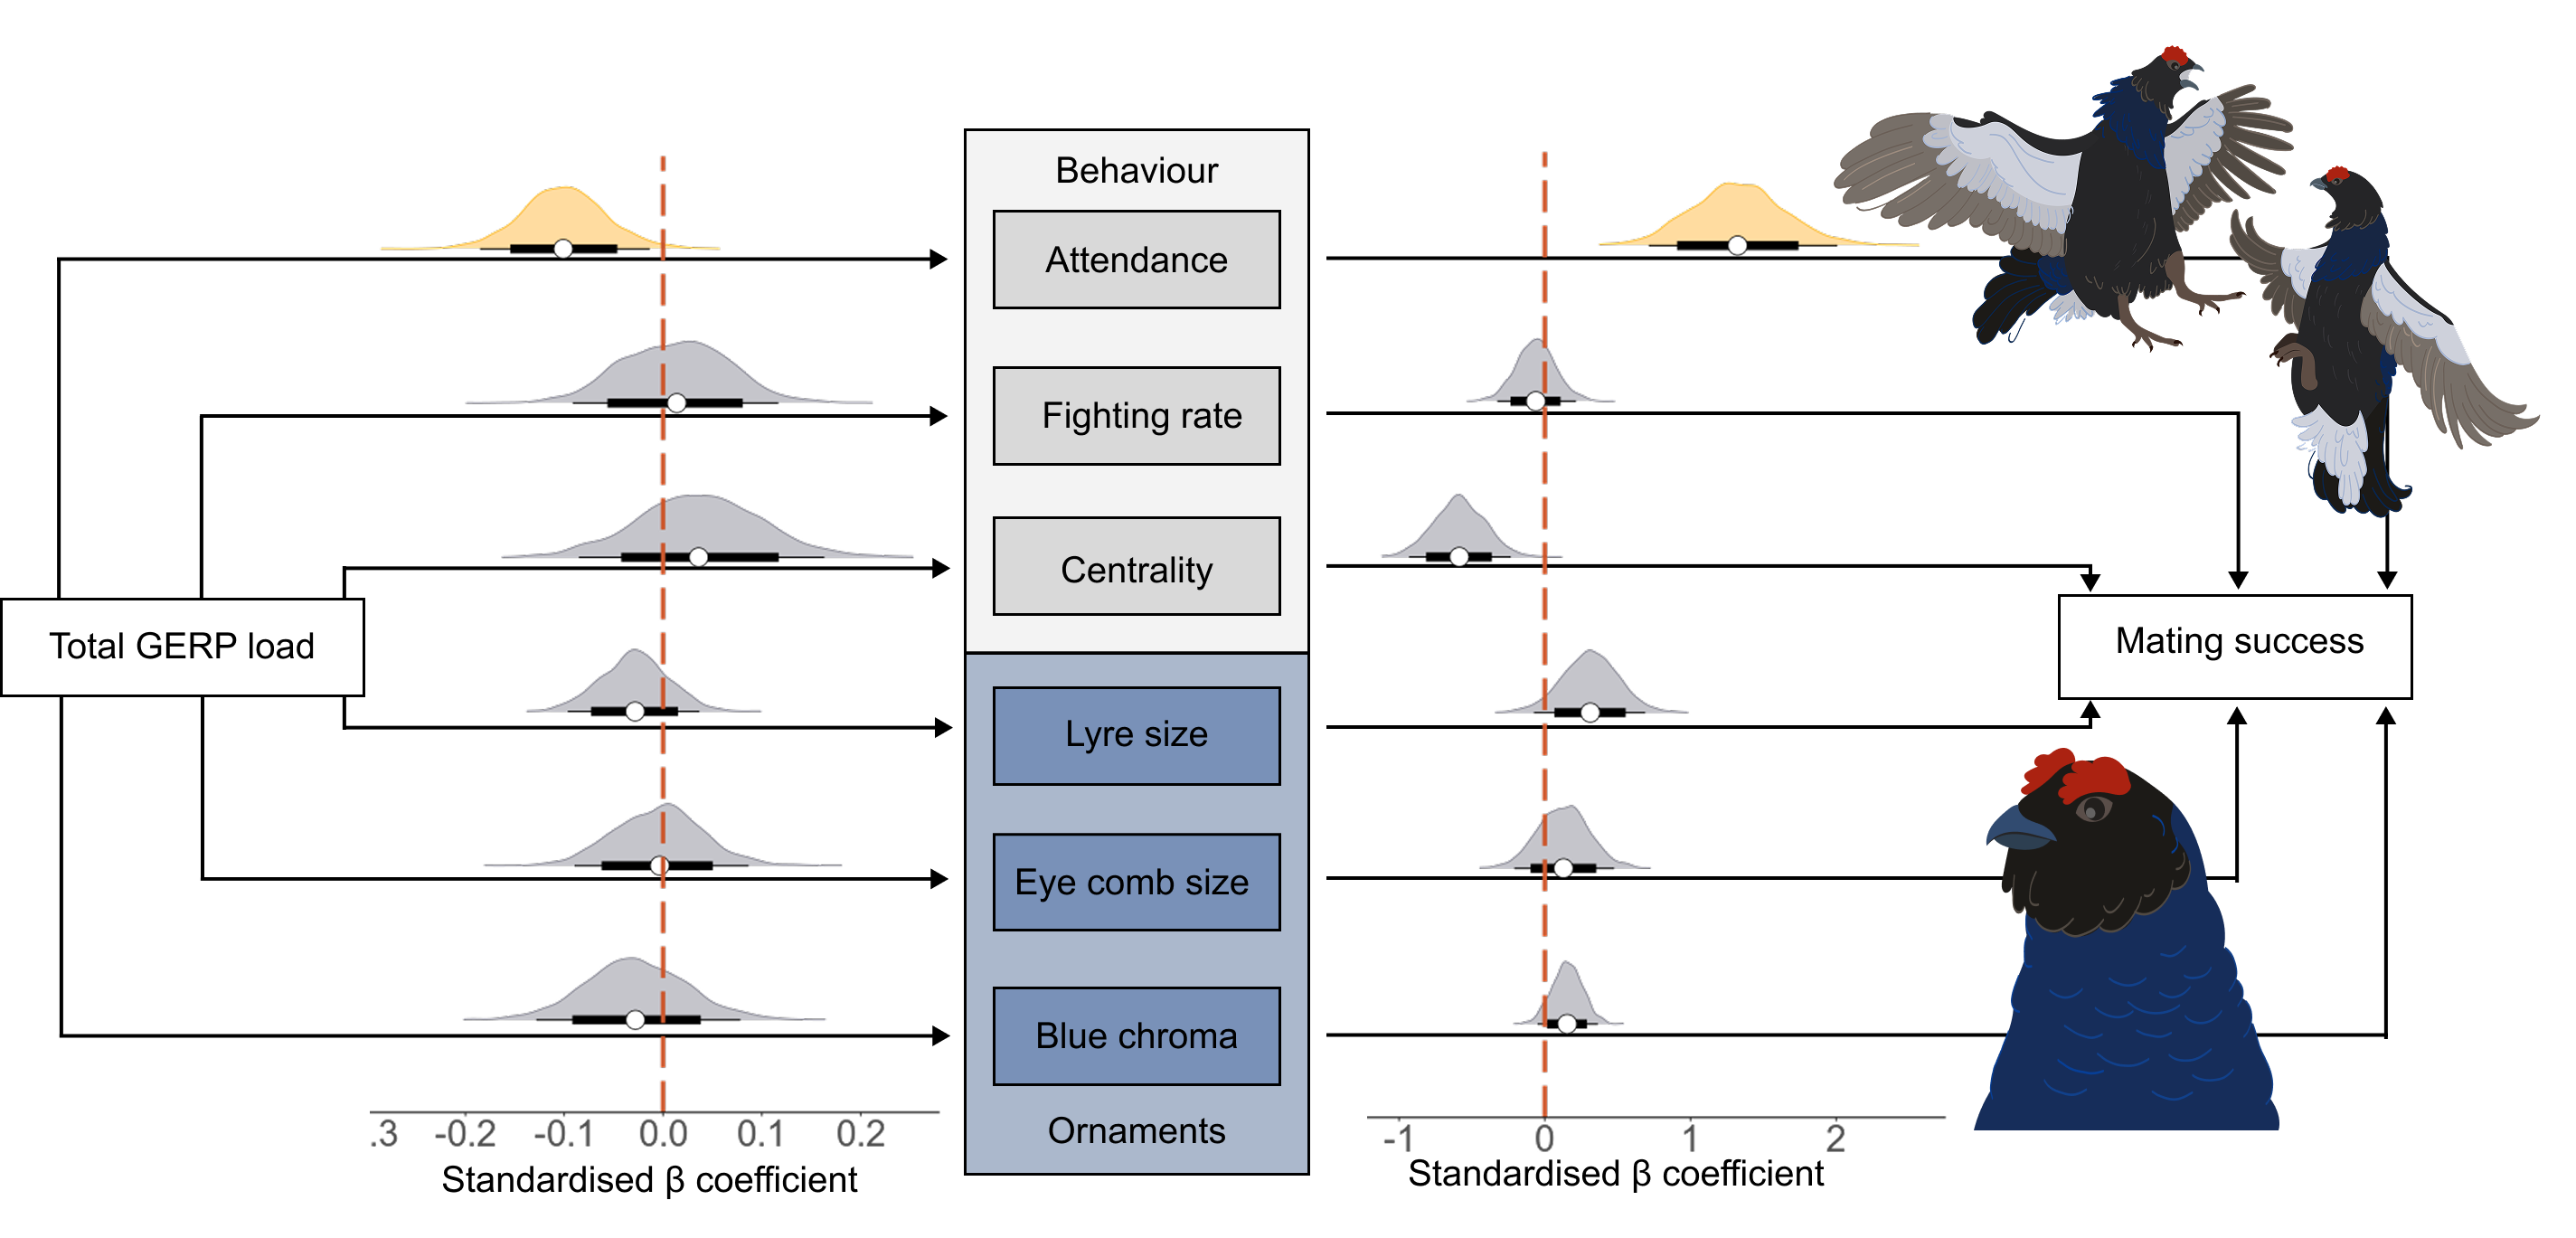 Behaviour
Attendance
Fighting rate
Centrality
Total GERP load
Mating success
Lyre size
Eye comb size
Blue chroma
Ornaments
.3 -0.2 -0.1 0.0 0.1 0.2
Standardised β coefficient
-1 0 1 2
Standardised β coefficient